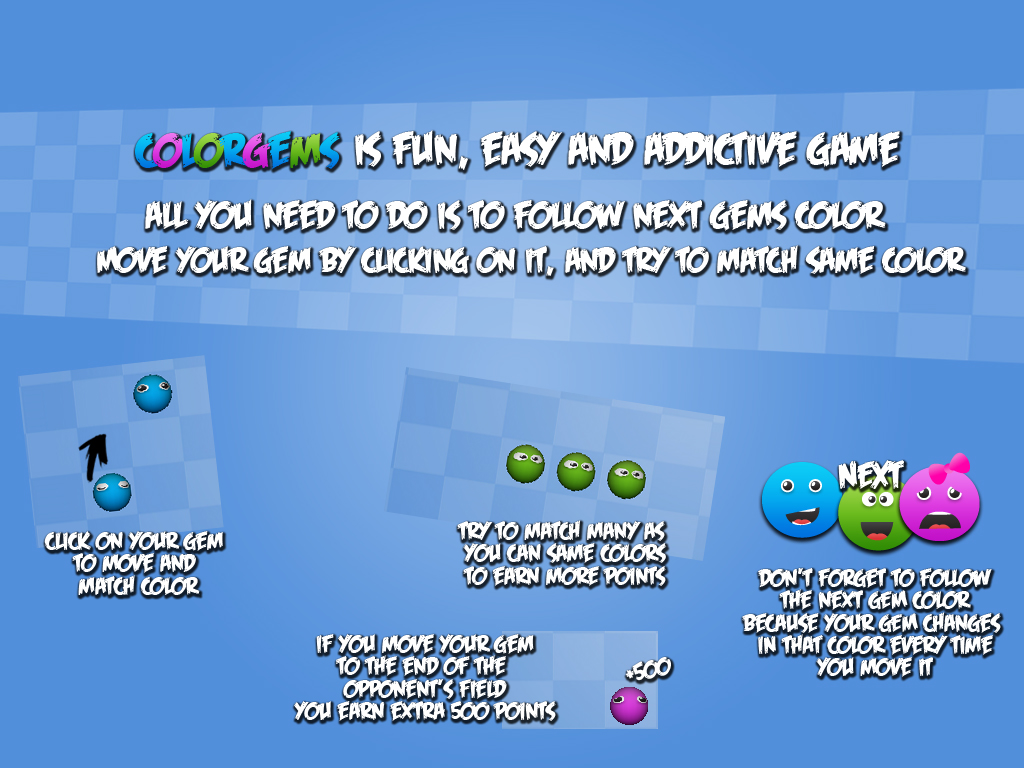 COLORGEMS IS FUN, EASY AND ADDICTIVE GAME
ALL YOU NEED TO DO IS TO FOLLOW NEXT GEMS COLOR
MOVE YOUR GEM BY CLICKING ON IT, AND TRY TO MATCH SAME COLOR
CLICK ON YOUR GEM
TO MOVE AND
MATCH COLOR
TRY TO MATCH MANY AS
YOU CAN SAME COLORS
TO EARN MORE POINTS
NEXT
DON'T FORGET TO FOLLOW
THE NEXT GEM COLOR
BECAUSE YOUR GEM CHANGES
IN THAT COLOR EVERY TIME
YOU MOVE IT
IF YOU MOVE YOUR GEM
TO THE END OF THE
OPPONENT'S FIELD
YOU EARN EXTRA 500 POINTS
+500